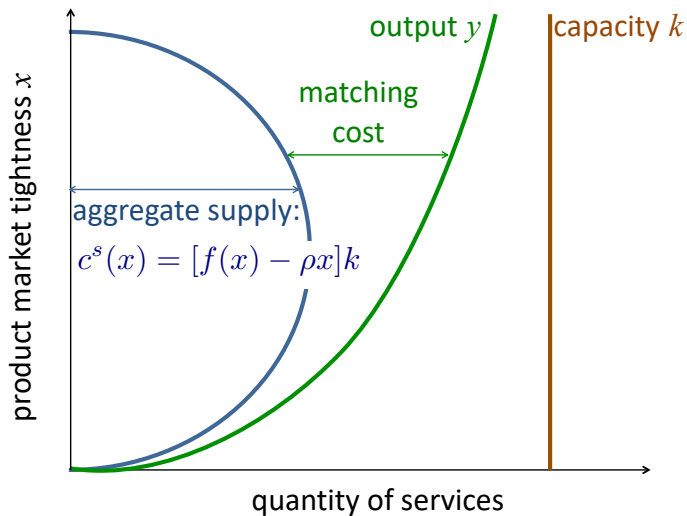 output y
capacity k
matching
cost
aggregate supply:
c^s(x) = [f(x) − ρx]k
product market tightness x
quantity of services